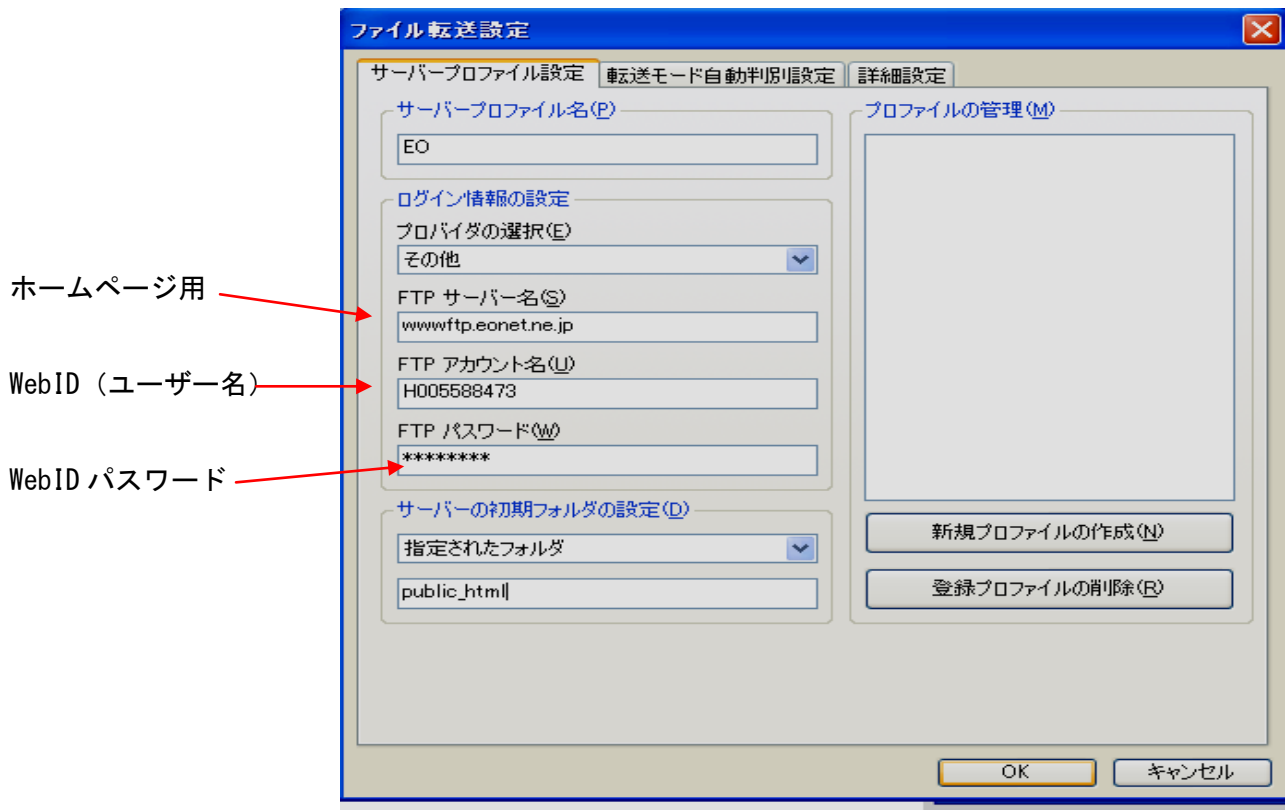 ファイル転送設定
サーバープロファイル設定
転送モード自動判別設定
詳細設定
サーバープロファイル名(P)
EO
ログイン情報の設定
プロバイダの選択(E)
その他
ホームページ用
FTP サーバー名(S)
wwwftp.eonet.ne.jp
WebID（ユーザー名）
FTP アカウント名(U)
H005588473
WebID パスワード
FTP パスワード(W)
********
サーバーの初期フォルダの設定(D)
指定されたフォルダ
public_html
プロファイルの管理(M)
新規プロファイルの作成(N)
登録プロファイルの削除(R)
OK
キャンセル